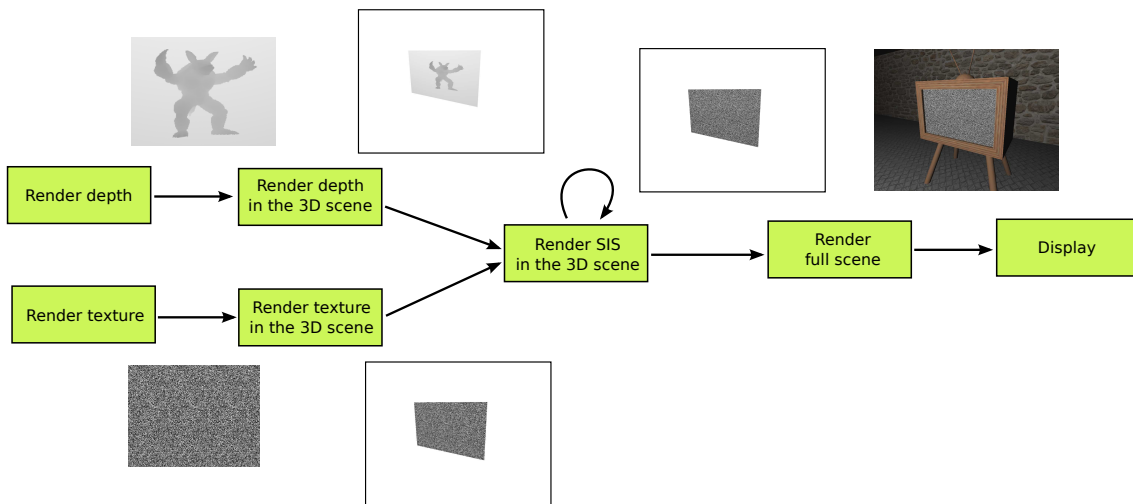 Render depth
Render depth
in the 3D scene
Render SIS
in the 3D scene
Render
full scene
Display
Render texture
Render texture
in the 3D scene